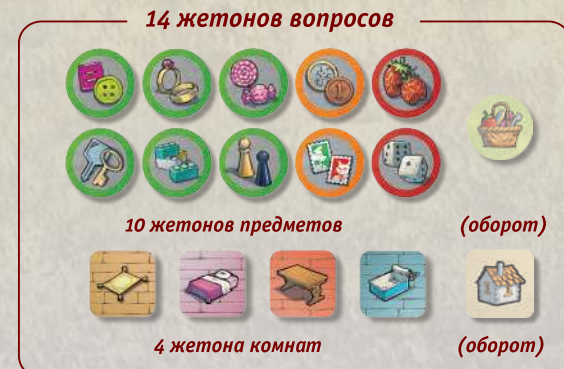 14 жетонов вопросов
10 жетонов предметов
(оборот)
4 жетона комнат
(оборот)